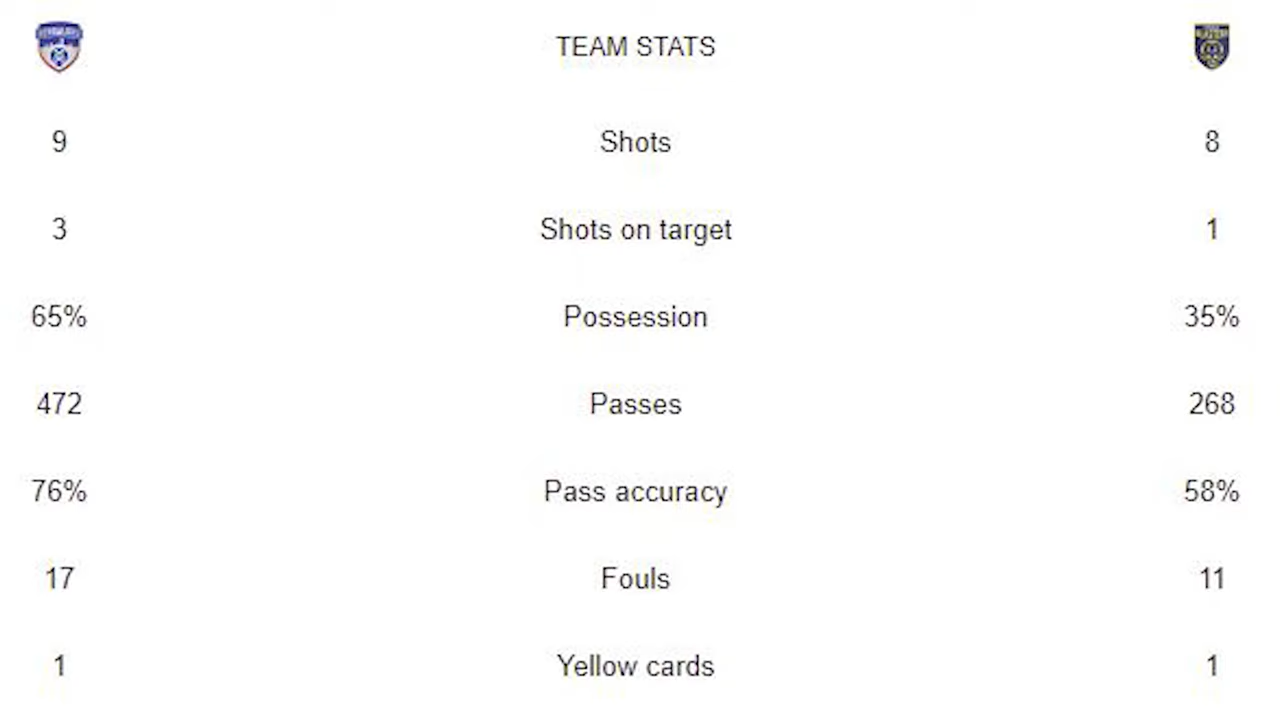 TEAM STATS
9 Shots 8
3 Shots on target 1
65% Possession 35%
472 Passes 268
76% Pass accuracy 58%
17 Fouls 11
1 Yellow cards 1